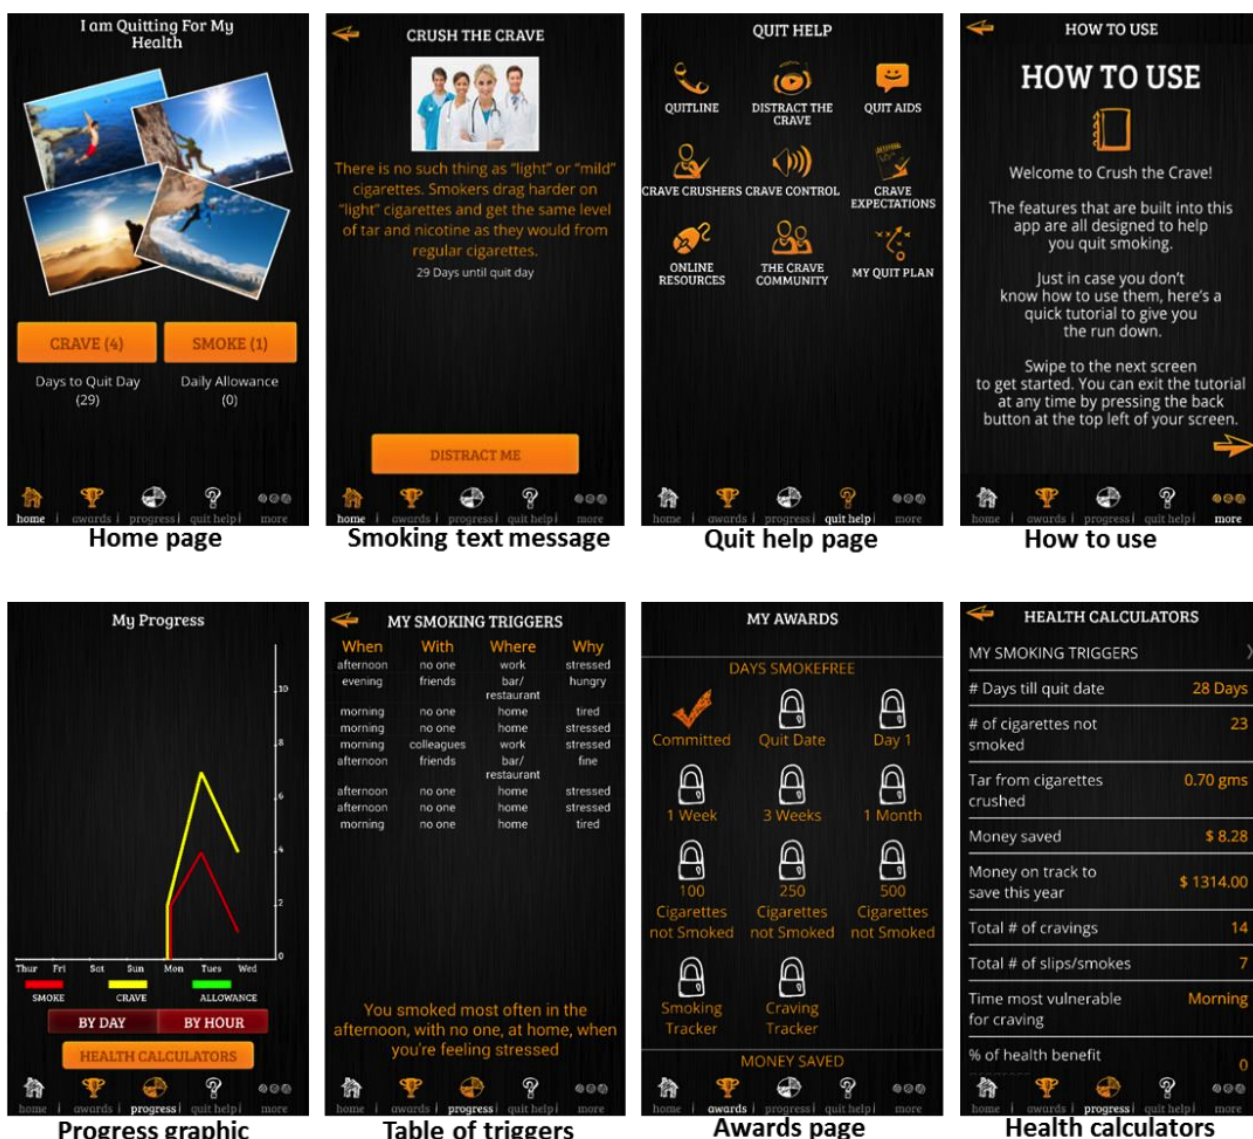 I am Quitting For My
Health
CRAVE (4)
SMOKE (1)
Days to Quit Day
(29)
Daily Allowance
(0)
home | awards | progress | quit help | more
Home page
CRUSH THE CRAVE
There is no such thing as “light” or “mild”
cigarettes. Smokers drag harder on
“light” cigarettes and get the same level
of tar and nicotine as they would from
regular cigarettes.
29 Days until quit day
DISTRACT ME
home | awards | progress | quit help | more
Smoking text message
QUIT HELP
QUITLINE
DISTRACT THE
CRAVE
QUIT AIDS
CRAVE CRUSHERS
CRAVE CONTROL
CRAVE
EXPECTATIONS
ONLINE
RESOURCES
THE CRAVE
COMMUNITY
MY QUIT PLAN
home | awards | progress | quit help | more
Quit help page
HOW TO USE
HOW TO USE
Welcome to Crush the Crave!
The features that are built into this
app are all designed to help
you quit smoking.
Just in case you don’t
know how to use them, here’s a
quick tutorial to give you
the run down.
Swipe to the next screen
to get started. You can exit the tutorial
at any time by pressing the back
button at the top left of your screen.
home | awards | progress | quit help | more
How to use
My Progress
10
8
6
4
2
0
Thur Fri Sat Sun Mon Tues Wed
SMOKE CRAVE ALLOWANCE
BY DAY BY HOUR
HEALTH CALCULATORS
home | awards | progress | quit help | more
Progress graphic
MY SMOKING TRIGGERS
When With Where Why
afternoon no one work stressed
evening friends bar/ hungry
restaurant
morning no one home tired
morning no one home stressed
morning colleagues work stressed
afternoon friends bar/ fine
restaurant
afternoon no one home stressed
afternoon no one home stressed
morning no one home tired
You smoked most often in the
afternoon, with no one, at home, when
you’re feeling stressed
home | awards | progress | quit help | more
Table of triggers
MY AWARDS
DAYS SMOKEFREE
Committed
Quit Date
Day 1
1 Week
3 Weeks
1 Month
100
Cigarettes
not Smoked
250
Cigarettes
not Smoked
500
Cigarettes
not Smoked
Smoking
Tracker
Craving
Tracker
MONEY SAVED
home | awards | progress | quit help | more
Awards page
HEALTH CALCULATORS
MY SMOKING TRIGGERS
# Days till quit date 28 Days
# of cigarettes not 23
smoked
Tar from cigarettes 0.70 gms
crushed
Money saved $ 8.28
Money on track to $ 1314.00
save this year
Total # of cravings 14
Total # of slips/smokes 7
Time most vulnerable Morning
for craving
% of health benefit
0
home | awards | progress | quit help | more
Health calculators